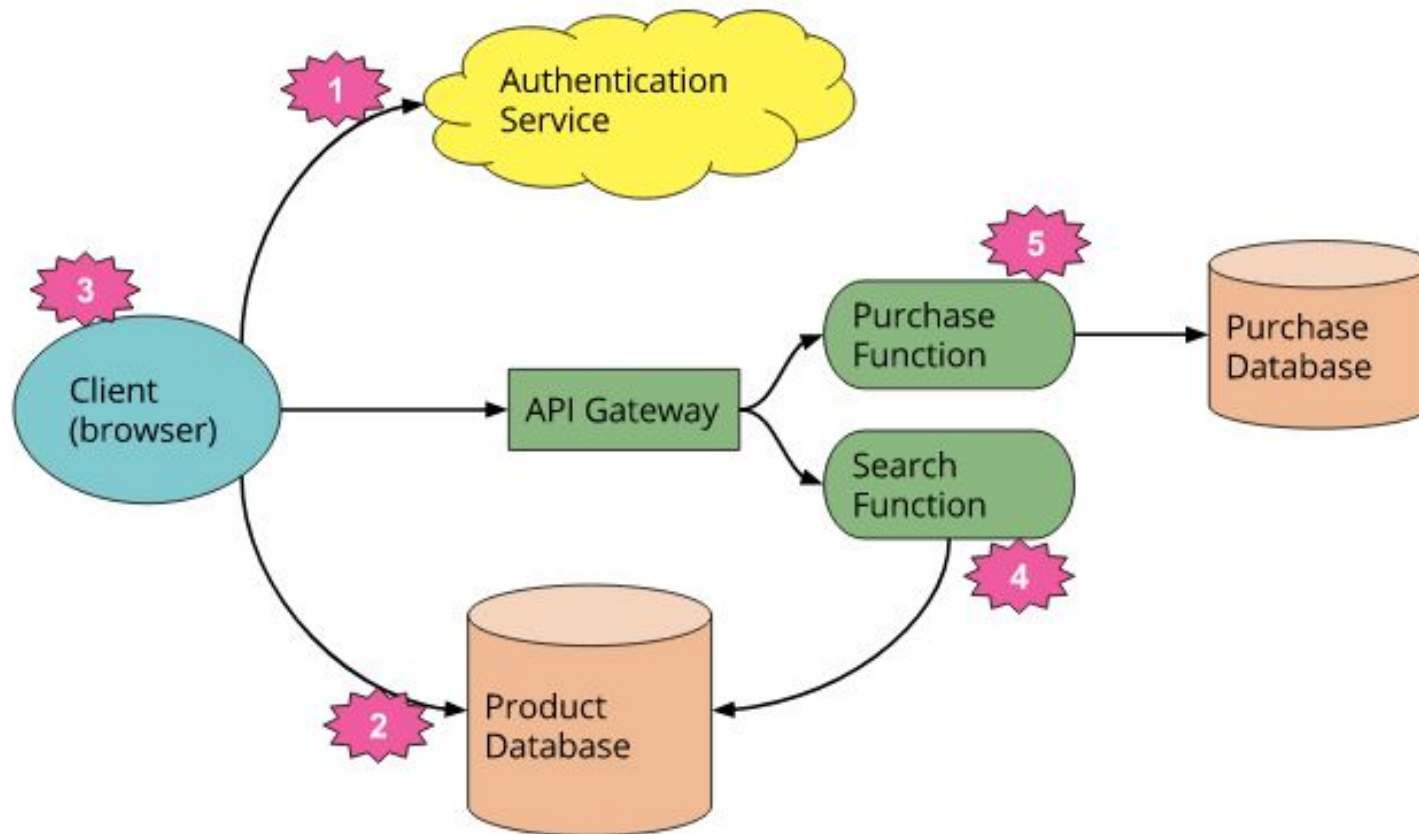 1
Authentication
Service
3
5
Client
(browser)
API Gateway
Purchase
Function
Purchase
Database
Search
Function
4
2
Product
Database